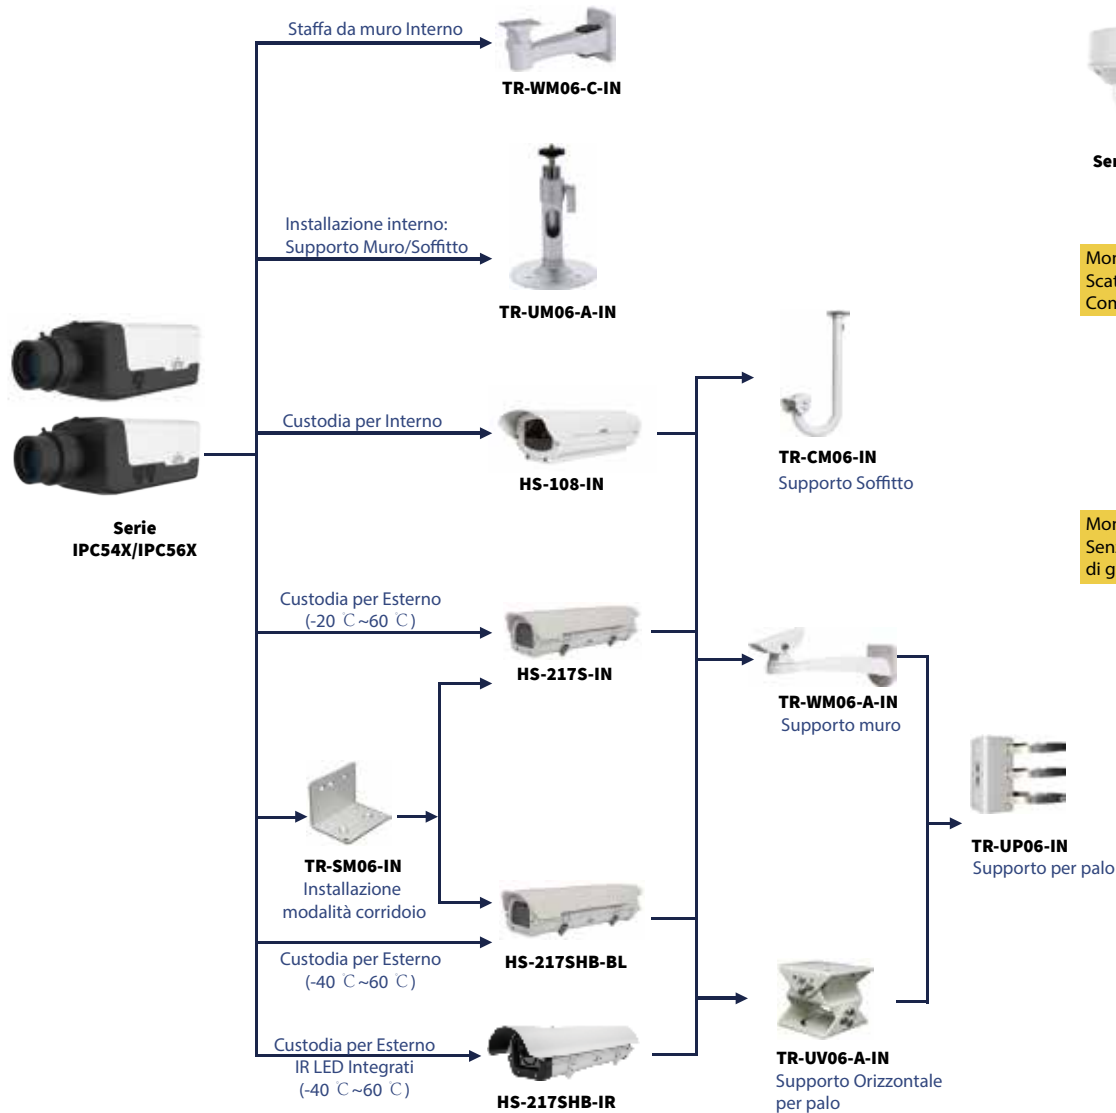 Staffa da muro Interno
TR-WM06-C-IN
Installazione interno:
Supporto Muro/Soffitto
TR-UM06-A-IN
Serie
IPC54X/IPC56X
Custodia per Interno
HS-108-IN
TR-CM06-IN
Supporto Soffitto
Custodia per Esterno
(-20 ℃~60 ℃)
HS-217S-IN
TR-WM06-A-IN
Supporto muro
TR-SM06-IN
Installazione
modalità corridoio
TR-UP06-IN
Supporto per palo
HS-217SHB-BL
Custodia per Esterno
(-40 ℃~60 ℃)
Custodia per Esterno
IR LED Integrati
(-40 ℃~60 ℃)
HS-217SHB-IR
TR-UV06-A-IN
Supporto Orizzontale
per palo
di